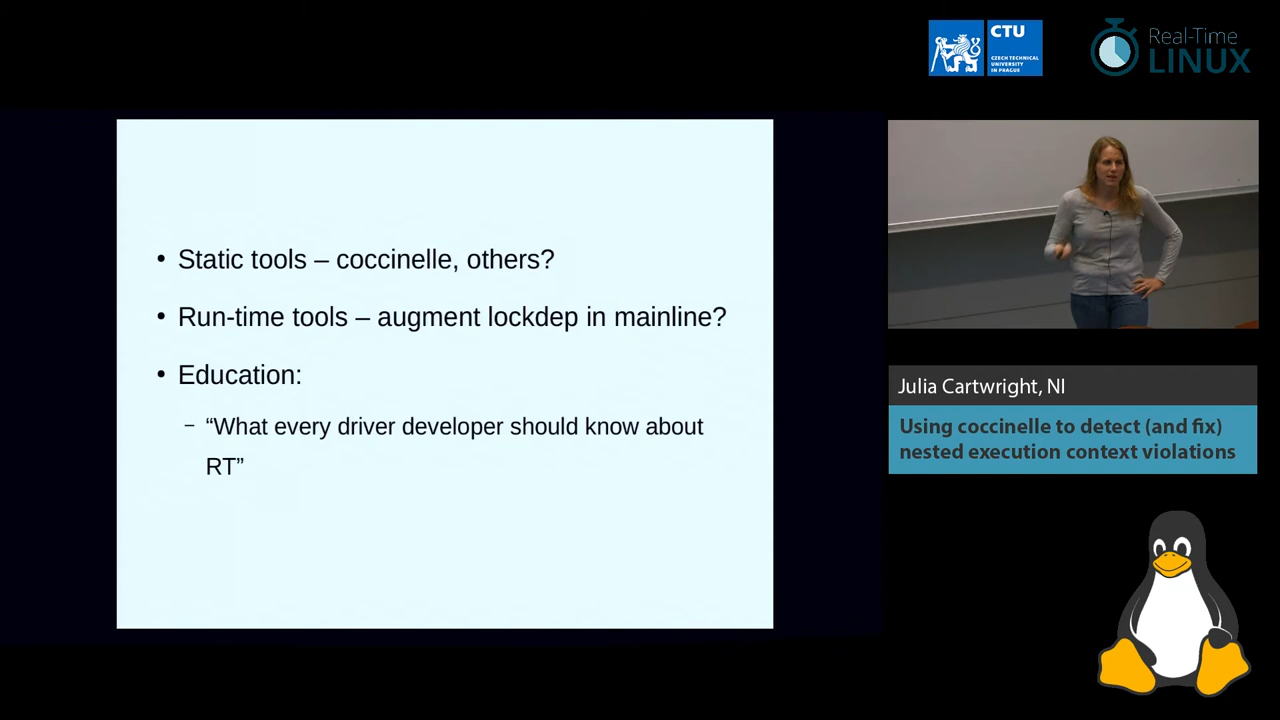 CTU
CZECH TECHNICAL
UNIVERSITY
IN PRAGUE
Real-Time
LINUX
• Static tools – coccinelle, others?
• Run-time tools – augment lockdep in mainline?
• Education:
– “What every driver developer should know about
RT”
Julia Cartwright, NI
Using coccinelle to detect (and fix)
nested execution context violations